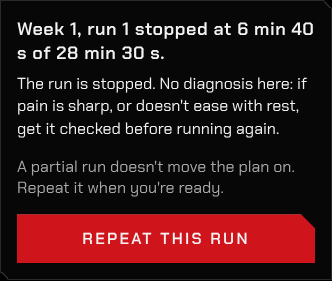 Week 1, run 1 stopped at 6 min 40
s of 28 min 30 s.
The run is stopped. No diagnosis here: if
pain is sharp, or doesn't ease with rest,
get it checked before running again.
A partial run doesn't move the plan on.
Repeat it when you're ready.
REPEAT THIS RUN